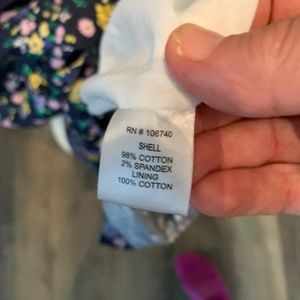 RN # 106740
SHELL
98% COTTON
2% SPANDEX
LINING
100% COTTON